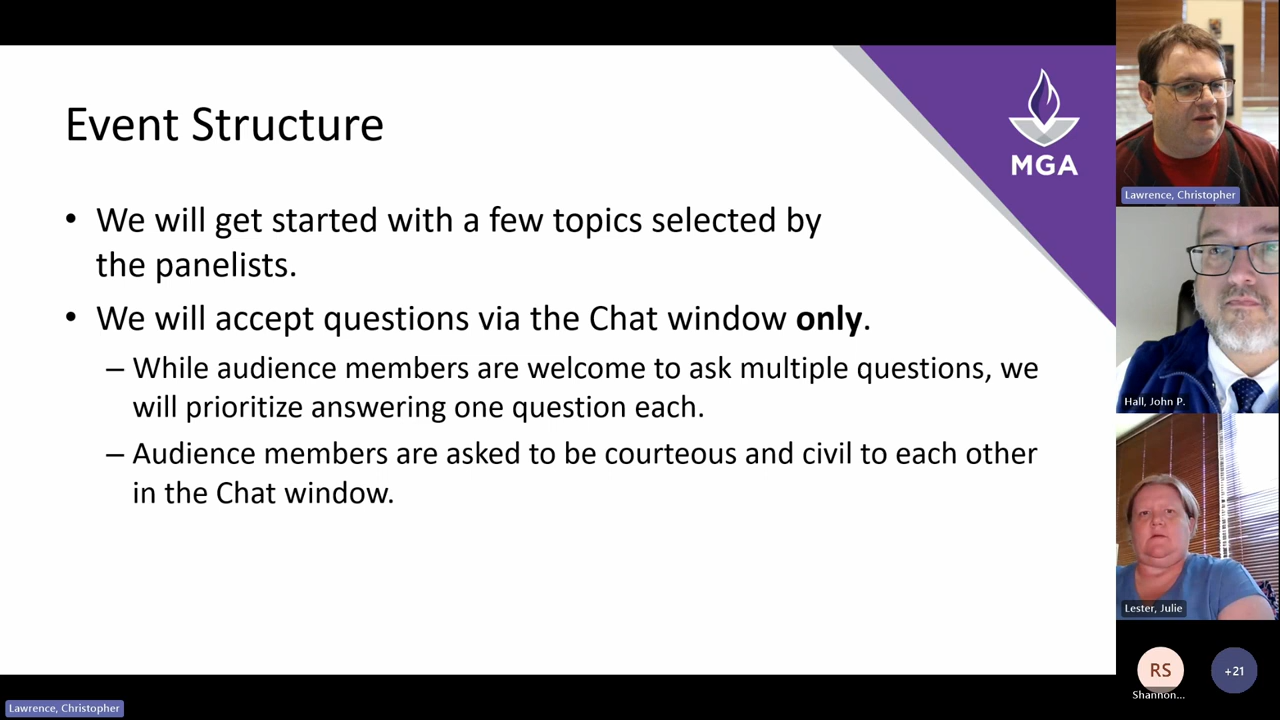 Event Structure
MGA
• We will get started with a few topics selected by
the panelists.
• We will accept questions via the Chat window only.
– While audience members are welcome to ask multiple questions, we
will prioritize answering one question each.
– Audience members are asked to be courteous and civil to each other
in the Chat window.
Lawrence, Christopher
Hall, John P.
Lester, Julie
RS
Shannon...
+21
Lawrence, Christopher